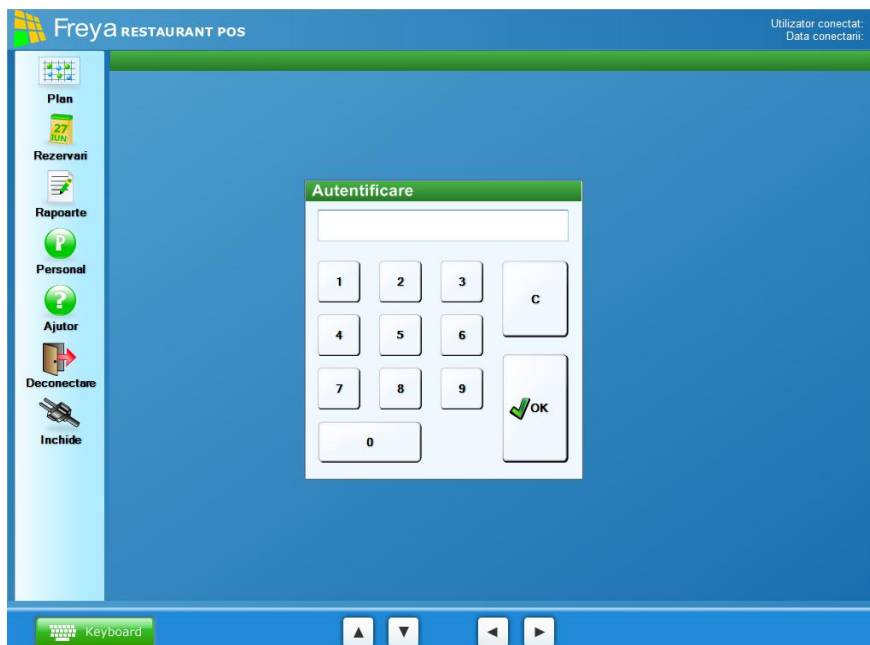 Freya RESTAURANT POS
Utilizator conectat:
Data conectarii:
Plan
27
IUN
Rezervari
Rapoarte
P
Personal
?
Ajutor
Deconectare
Inchide
Autentificare
1 2 3 C
4 5 6
7 8 9 OK
0
Keyboard